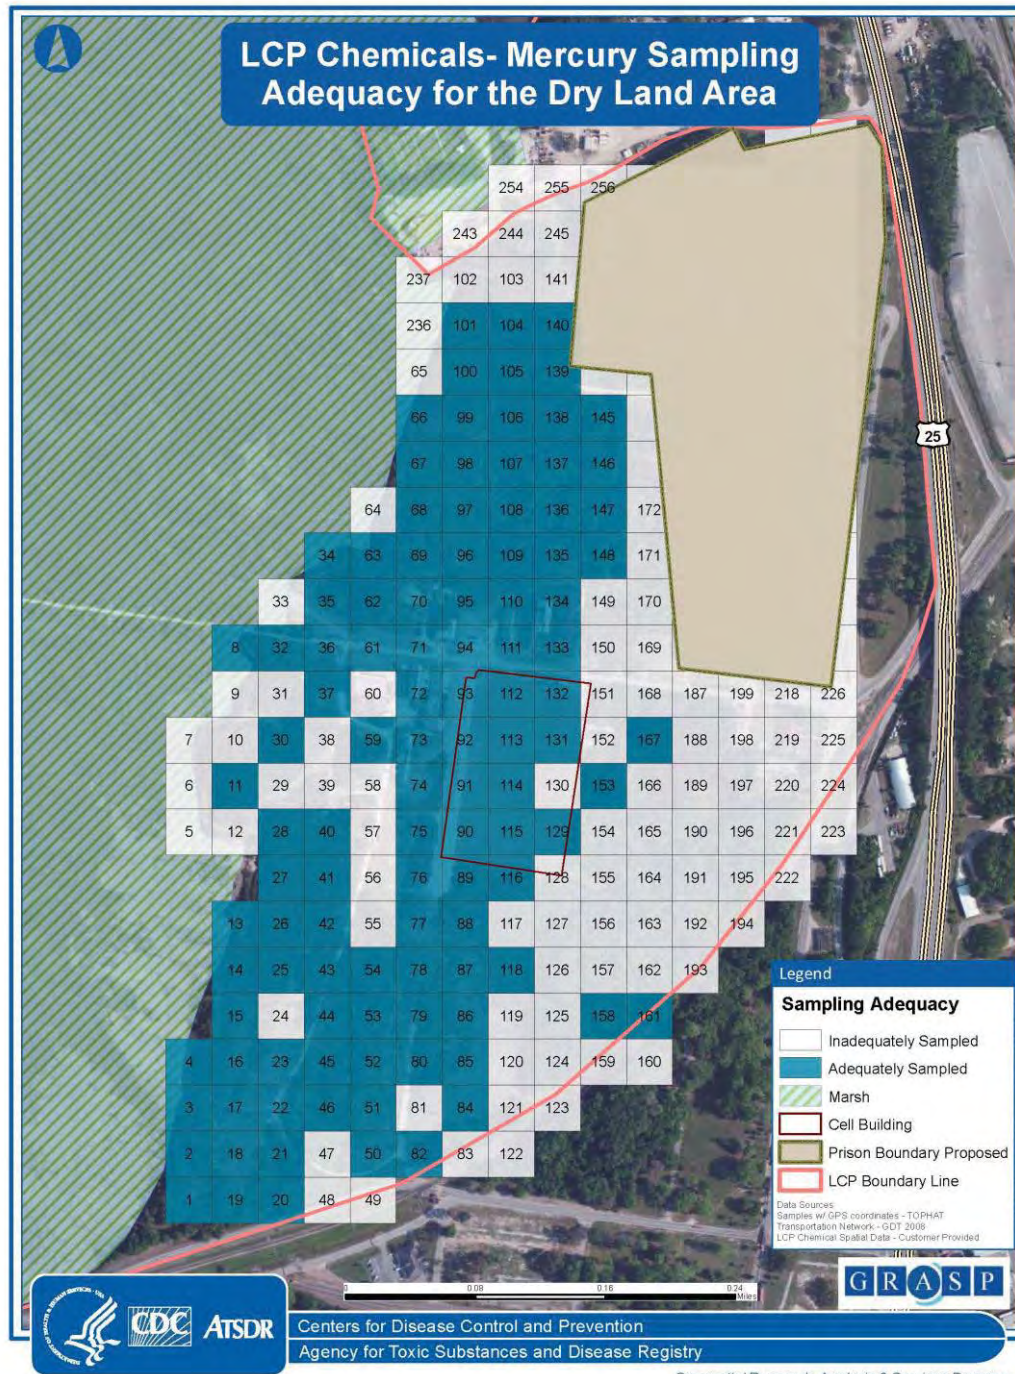 LCP Chemicals- Mercury Sampling
Adequacy for the Dry Land Area
254 255 256
243 244 245
237 102 103 141
236 101 104 140
65 100 105 139
66 99 106 138 145
67 98 107 137 146
64 68 97 108 136 147 172
34 63 69 96 109 135 148 171
33 35 62 70 95 110 134 149 170
8 32 36 61 71 94 111 133 150 169
9 31 37 60 72 93 112 132 151 168 187 199 218 226
7 10 30 38 59 73 92 113 131 152 167 188 198 219 225
6 11 29 39 58 74 91 114 130 153 166 189 197 220 224
5 12 28 40 57 75 90 115 129 154 165 190 196 221 223
27 41 56 76 89 116 128 155 164 191 195 222
13 26 42 55 77 88 117 127 156 163 192 194
14 25 43 54 78 87 118 126 157 162 193
15 24 44 53 79 86 119 125 158 161
4 16 23 45 52 80 85 120 124 159 160
3 17 22 46 51 81 84 121 123
2 18 21 47 50 82 83 122
1 19 20 48 49
25
Legend
Sampling Adequacy
Inadequately Sampled
Adequately Sampled
Marsh
Cell Building
Prison Boundary Proposed
LCP Boundary Line
Data Sources
Samples w/ GPS coordinates - TOPHAT
Transportation Network - GDT 2008
LCP Chemical Spatial Data - Customer Provided
0 0.08 0.16 0.24
Miles
GRASP
CDC ATSDR
Centers for Disease Control and Prevention
Agency for Toxic Substances and Disease Registry